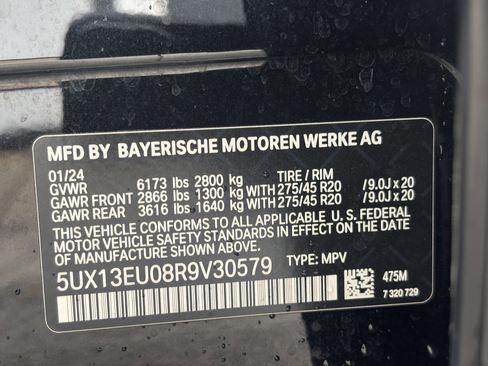 MFD BY BAYERISCHE MOTOREN WERKE AG
01/24
GVWR 6173 lbs 2800 kg TIRE / RIM
GAWR FRONT 2866 lbs 1300 kg WITH 275/45 R20 /9.0J x 20
GAWR REAR 3616 lbs 1640 kg WITH 275/45 R20 /9.0J x 20
THIS VEHICLE CONFORMS TO ALL APPLICABLE FEDERAL
MOTOR VEHICLE SAFETY STANDARDS IN EFFECT ON THE DATE
OF MANUFACTURE SHOWN ABOVE.
5UX13EU08R9V30579 TYPE: MPV
475M
7 320 729